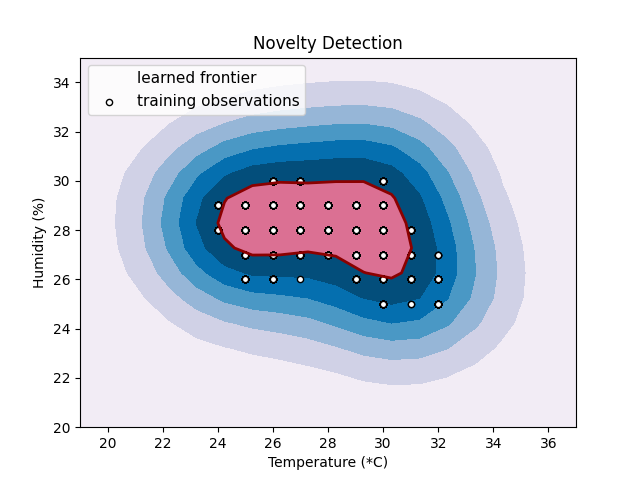 Novelty Detection
learned frontier
training observations
Humidity (%)
34
32
30
28
26
24
22
20
20 22 24 26 28 30 32 34 36
Temperature (*C)